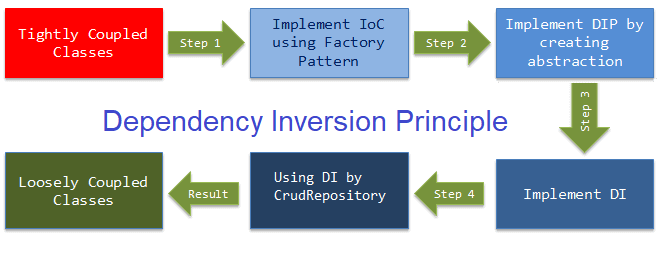 Tightly Coupled
Classes
Step 1
Implement IoC
using Factory
Pattern
Step 2
Implement DIP by
creating
abstraction
Step 3
Dependency Inversion Principle
Implement DI
Step 4
Using DI by
CrudRepository
Result
Loosely Coupled
Classes